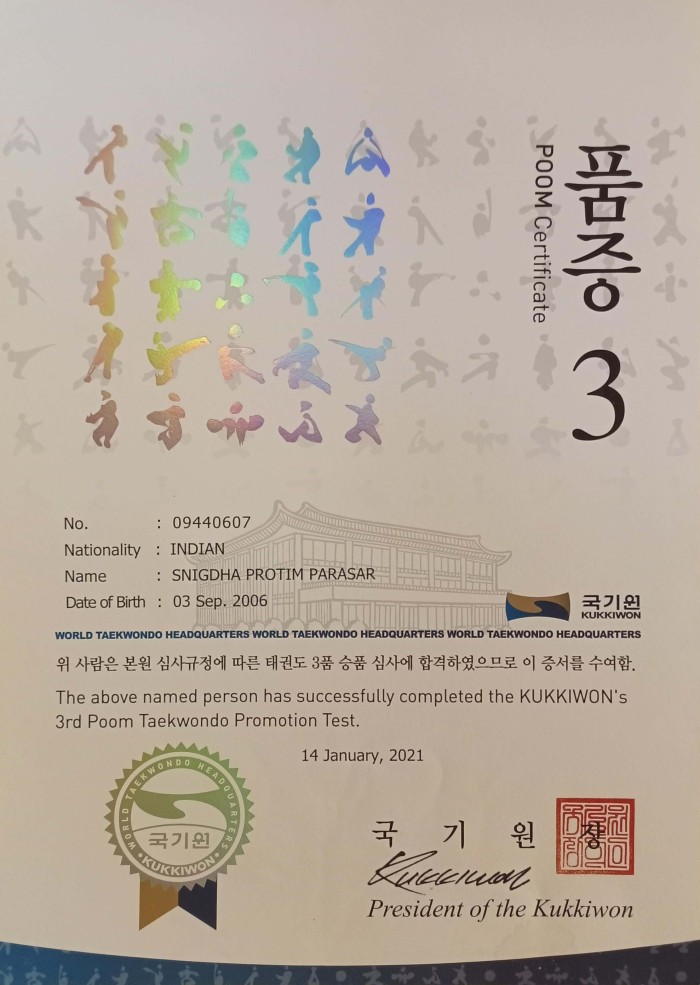 품증 3
POOM Certificate
No. : 09440607
Nationality : INDIAN
Name : SNIGDHA PROTIM PARASAR
Date of Birth : 03 Sep. 2006
국기원
KUKKIWON
WORLD TAEKWONDO HEADQUARTERS WORLD TAEKWONDO HEADQUARTERS WORLD TAEKWONDO HEADQUARTERS
위 사람은 본원 심사규정에 따른 태권도 3품 승품 심사에 합격하였으므로 이 증서를 수여함.
The above named person has successfully completed the KUKKIWON's
3rd Poom Taekwondo Promotion Test.
14 January, 2021
WORLD TAEKWONDO HEADQUARTERS
국기원
KUKKIWON
국 기 원 장
Kukkiwon
President of the Kukkiwon